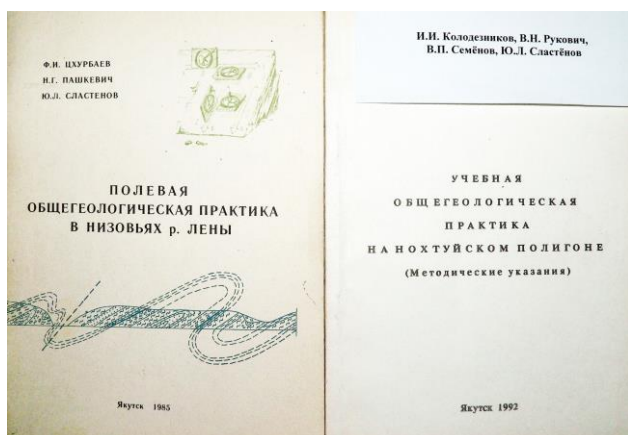 Ф.И. ЦХУРБАЕВ
Н.Г. ПАШКЕВИЧ
Ю.Л. СЛАСТЕНОВ
ПОЛЕВАЯ
ОБЩЕГЕОЛОГИЧЕСКАЯ ПРАКТИКА
В НИЗОВЬЯХ р. ЛЕНЫ
Якутск 1985
И.И. Колодезников, В.Н. Рукович,
В.П. Семёнов, Ю.Л. Сластёнов
УЧЕБНАЯ
ОБЩЕГЕОЛОГИЧЕСКАЯ
ПРАКТИКА
НА НОХТУЙСКОМ ПОЛИГОНЕ
(Методические указания)
Якутск 1992